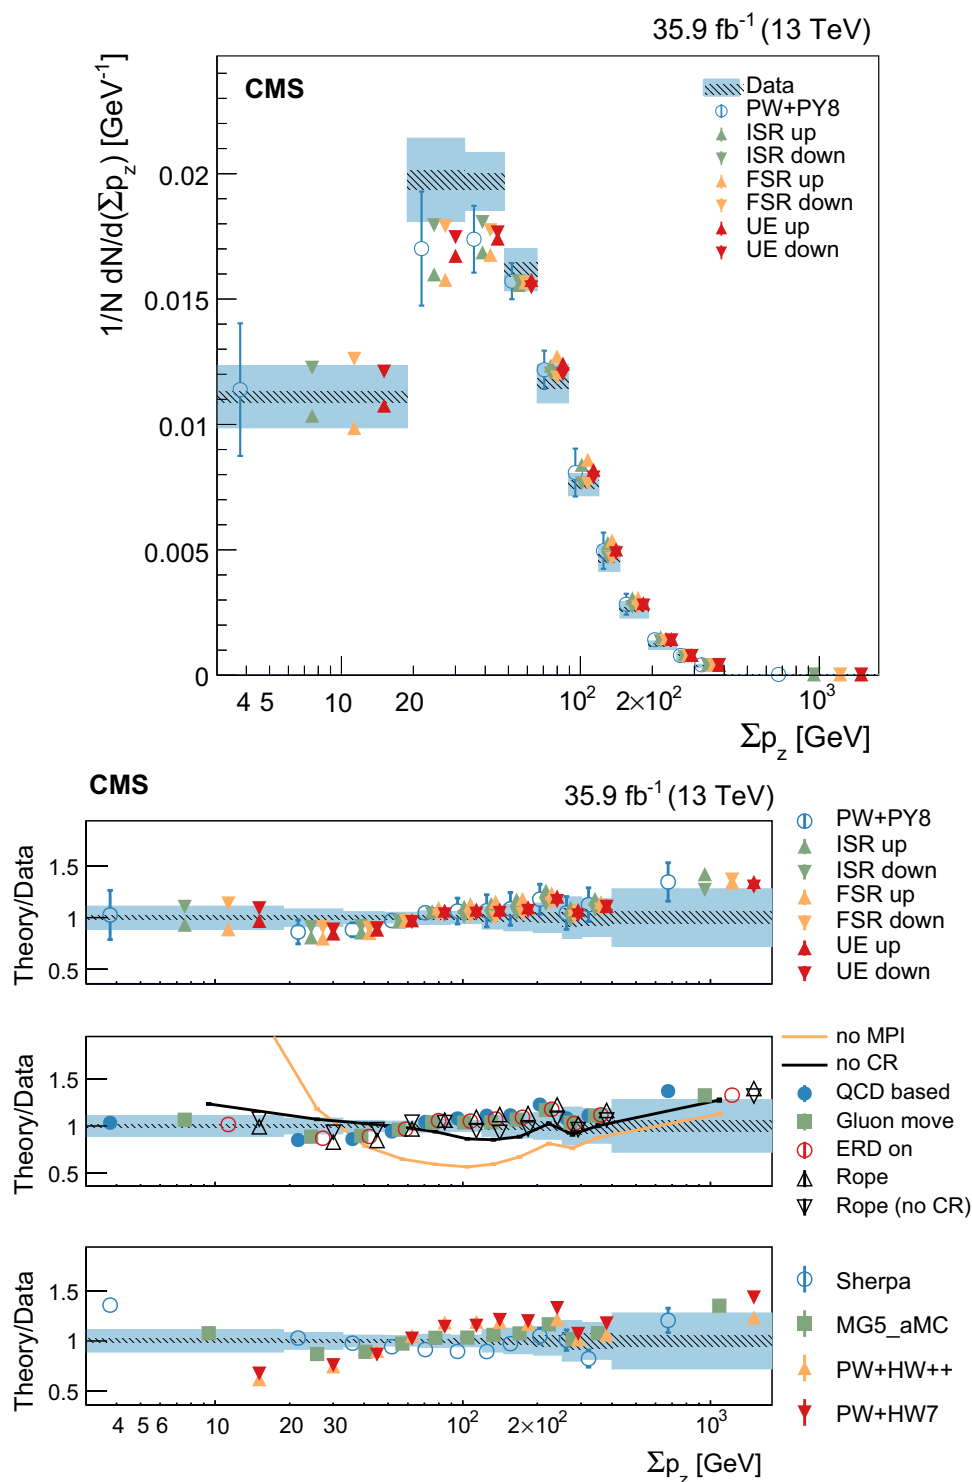 35.9 fb⁻¹ (13 TeV)
CMS
1/N dN/d(Σp_z) [GeV⁻¹]
Data
PW+PY8
ISR up
ISR down
FSR up
FSR down
UE up
UE down
0.02
0.015
0.01
0.005
0
4 5 10 20 10² 2×10² 10³
Σp_z [GeV]
CMS
35.9 fb⁻¹ (13 TeV)
Theory/Data
1.5
1
0.5
PW+PY8
ISR up
ISR down
FSR up
FSR down
UE up
UE down
Theory/Data
1.5
1
0.5
no MPI
no CR
QCD based
Gluon move
ERD on
Rope
Rope (no CR)
Theory/Data
1.5
1
0.5
Sherpa
MG5_aMC
PW+HW++
PW+HW7
4 5 6 10 20 30 10² 2×10² 10³
Σp_z [GeV]